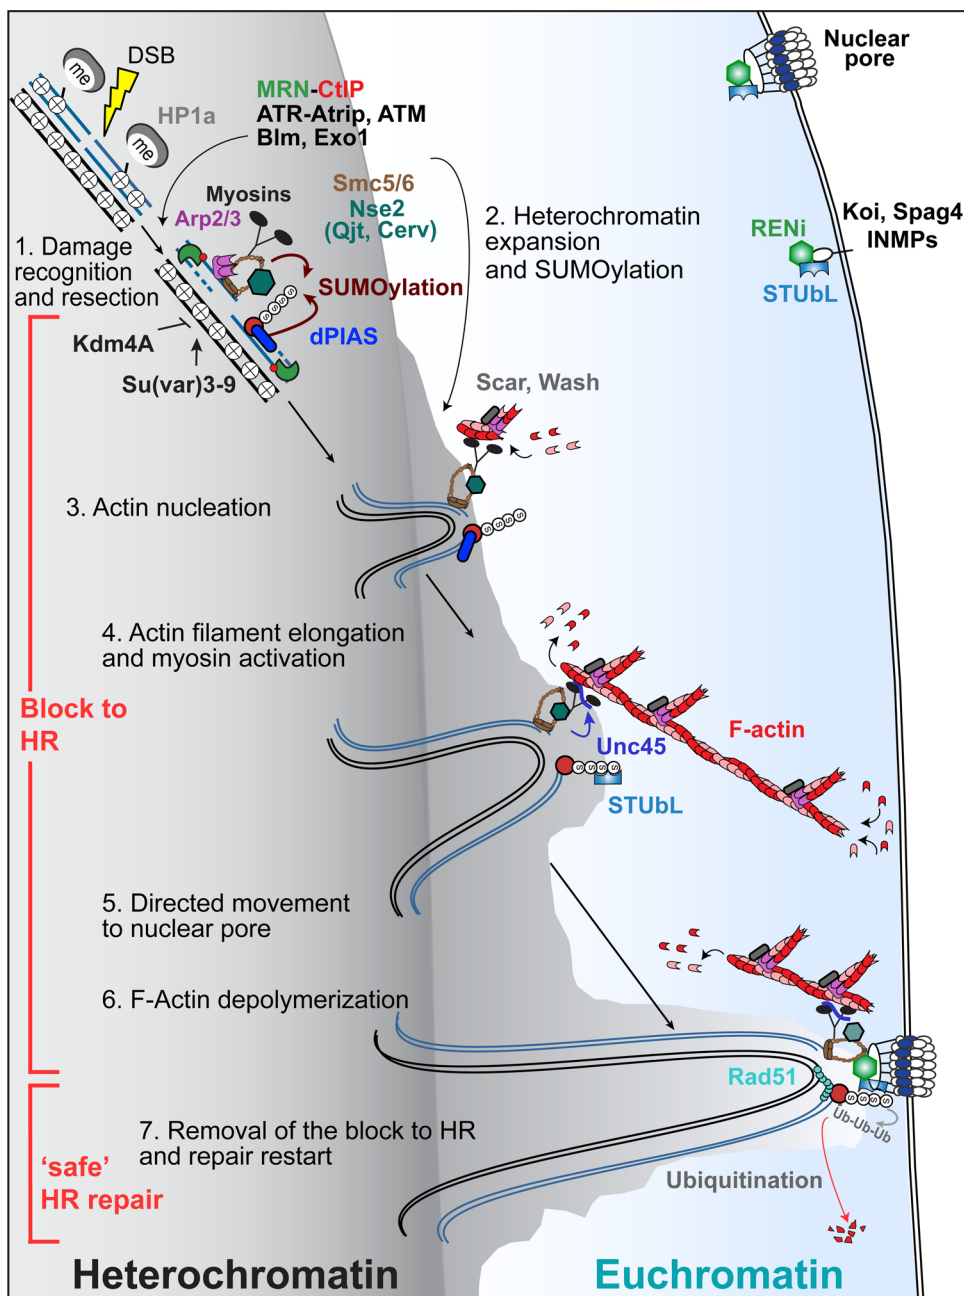 Nuclear
pore
DSB
me
HP1a
me
MRN-CtIP
ATR-Atrip, ATM
Blm, Exo1
Myosins
Arp2/3
Smc5/6
Nse2
(Qjt, Cerv)
2. Heterochromatin
expansion
and SUMOylation
Koi, Spag4
INMPs
RENi
STUbL
1. Damage
recognition
and resection
SUMOylation
S S S S
dPIAS
Kdm4A
Su(var)3-9
Scar, Wash
3. Actin nucleation
S S S S
4. Actin filament elongation
and myosin activation
Block to
HR
Unc45
F-actin
S S S S
STUbL
5. Directed movement
to nuclear pore
6. F-Actin depolymerization
Rad51
S S S S
Ub-Ub-Ub
7. Removal of the block to HR
and repair restart
'safe'
HR repair
Ubiquitination
Heterochromatin
Euchromatin